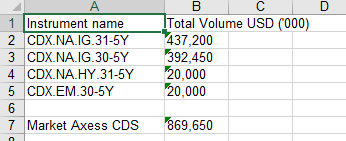 A B C D
1 Instrument name Total Volume USD ('000)
2 CDX.NA.IG.31-5Y 437,200
3 CDX.NA.IG.30-5Y 392,450
4 CDX.NA.HY.31-5Y 20,000
5 CDX.EM.30-5Y 20,000
6
7 Market Axess CDS 869,650